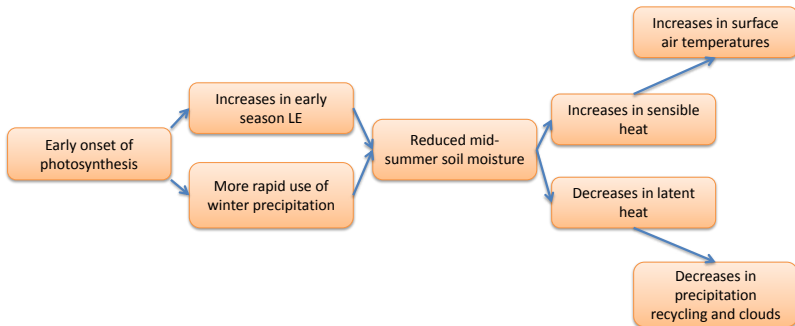 Early onset of
photosynthesis
Increases in early
season LE
More rapid use of
winter precipitation
Reduced mid-
summer soil moisture
Increases in sensible
heat
Increases in surface
air temperatures
Decreases in latent
heat
Decreases in
precipitation
recycling and clouds